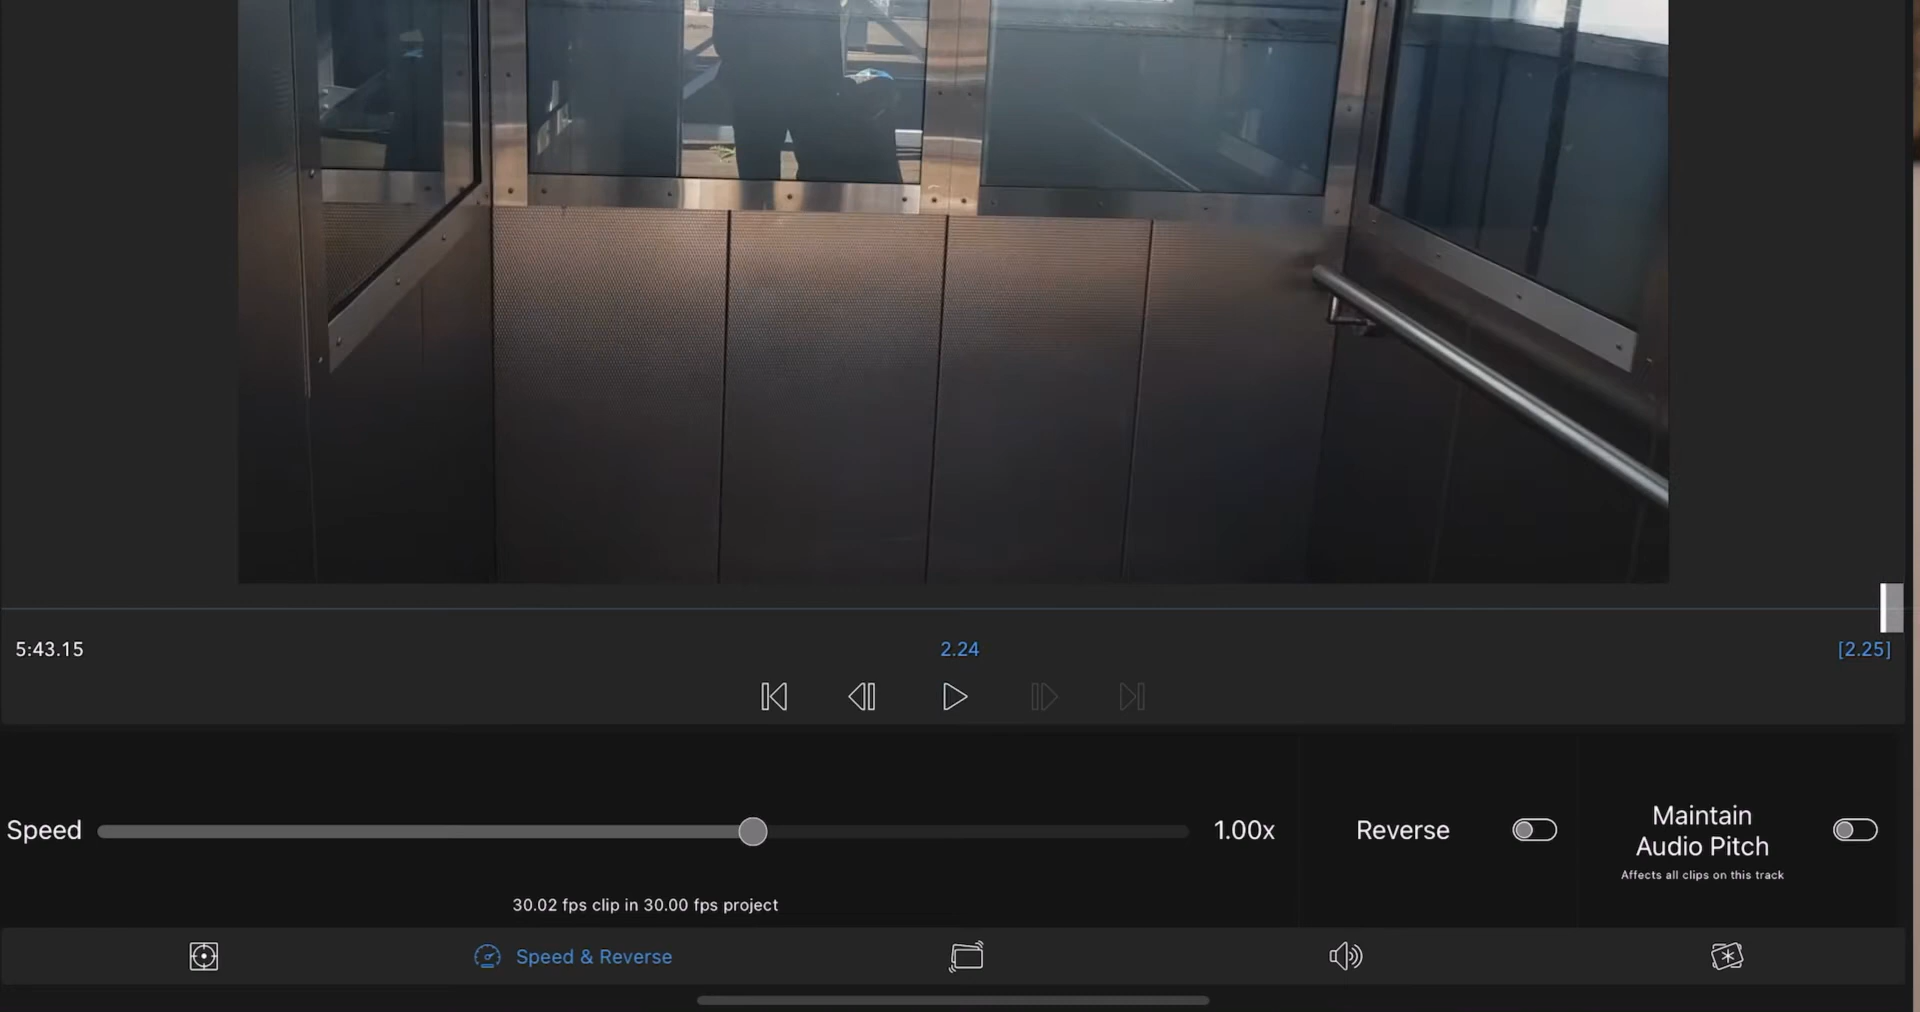 5:43.15
2.24
[2.25]
Speed
1.00x
Reverse
Maintain
Audio Pitch
Affects all clips on this track
30.02 fps clip in 30.00 fps project
Speed & Reverse